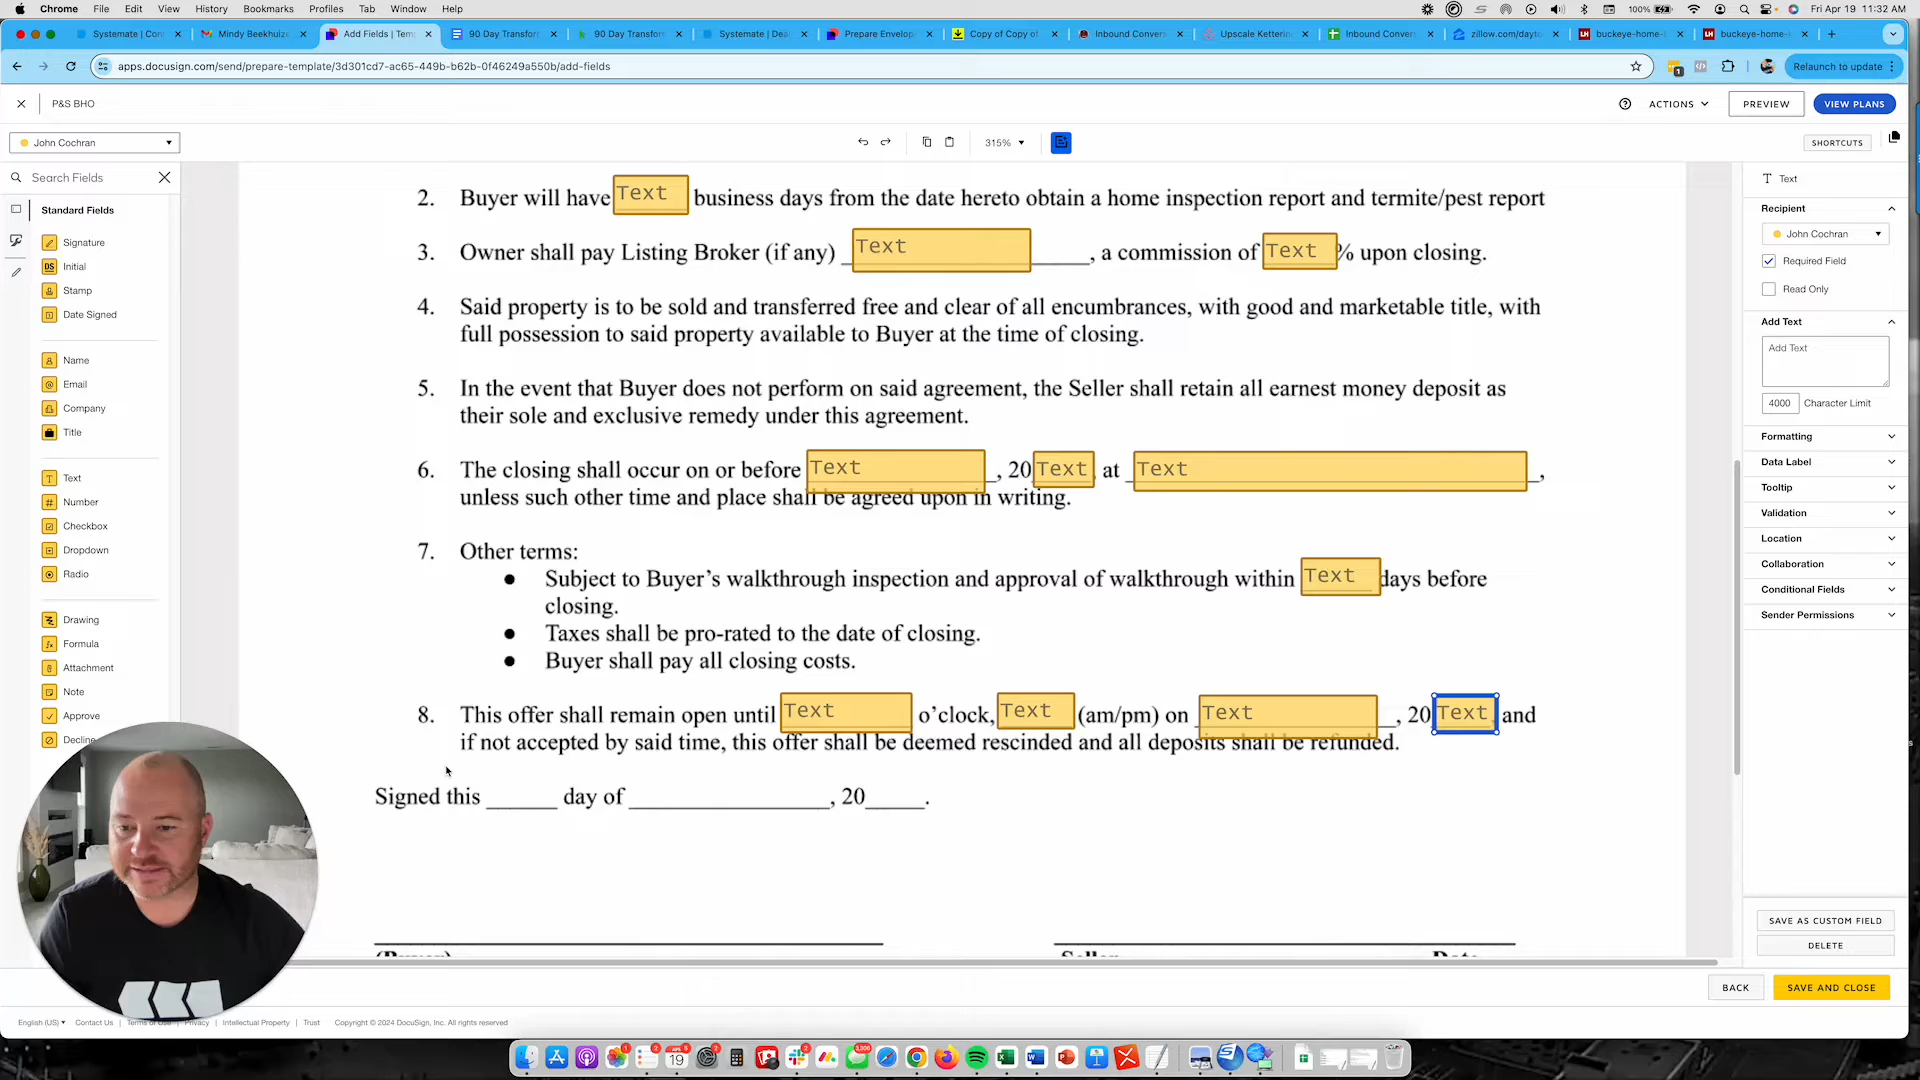 Chrome File Edit View History Bookmarks Profiles Tab Window Help 100% Fri Apr 19 11:32 AM
Systemate | Con Mindy Beekhuize Add Fields | Temp 90 Day Transfor 90 Day Transfor Systemate | Dea Prepare Envelop Copy of Copy of Inbound Conver Upscale Ketterin Inbound Conver zillow.com/dayto buckeye-home- buckeye-home-
apps.docusign.com/send/prepare-template/3d301cd7-ac65-449b-b62b-0f46249a550b/add-fields 1 Relaunch to update
P&S BHO ACTIONS PREVIEW VIEW PLANS
John Cochran 315% SHORTCUTS
Search Fields
Standard Fields
Signature
Initial
Stamp
Date Signed
Name
Email
Company
Title
Text
Number
Checkbox
Dropdown
Radio
Drawing
Formula
Attachment
Note
Approve
Decline
2. Buyer will have Text business days from the date hereto obtain a home inspection report and termite/pest report
3. Owner shall pay Listing Broker (if any) _Text_____, a commission of Text% upon closing.
4. Said property is to be sold and transferred free and clear of all encumbrances, with good and marketable title, with
full possession to said property available to Buyer at the time of closing.
5. In the event that Buyer does not perform on said agreement, the Seller shall retain all earnest money deposit as
their sole and exclusive remedy under this agreement.
6. The closing shall occur on or before Text_, 20Text, at _Text_,
unless such other time and place shall be agreed upon in writing.
7. Other terms:
● Subject to Buyer’s walkthrough inspection and approval of walkthrough within Text days before
closing.
● Taxes shall be pro-rated to the date of closing.
● Buyer shall pay all closing costs.
8. This offer shall remain open until Text o’clock, Text (am/pm) on Text__, 20Text, and
if not accepted by said time, this offer shall be deemed rescinded and all deposits shall be refunded.
Signed this ______ day of _________________, 20_____.
(Buyer) Seller Date
Text
Recipient
John Cochran
Required Field
Read Only
Add Text
Add Text
4000 Character Limit
Formatting
Data Label
Tooltip
Validation
Location
Collaboration
Conditional Fields
Sender Permissions
SAVE AS CUSTOM FIELD
DELETE
BACK SAVE AND CLOSE
English (US) Contact Us | Terms of Use | Privacy | Intellectual Property | Trust Copyright © 2024 DocuSign, Inc. All rights reserved